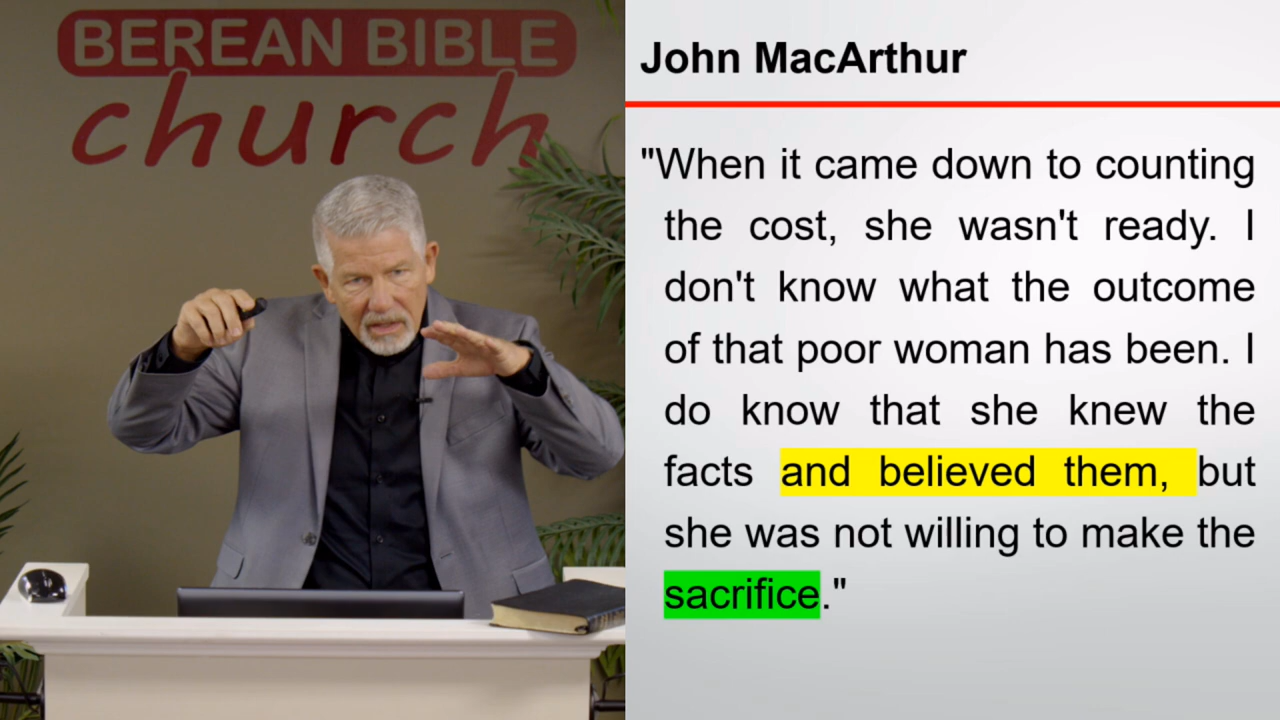 BEREAN BIBLE
church
John MacArthur
"When it came down to counting
the cost, she wasn't ready. I
don't know what the outcome
of that poor woman has been. I
do know that she knew the
facts and believed them, but
she was not willing to make the
sacrifice."